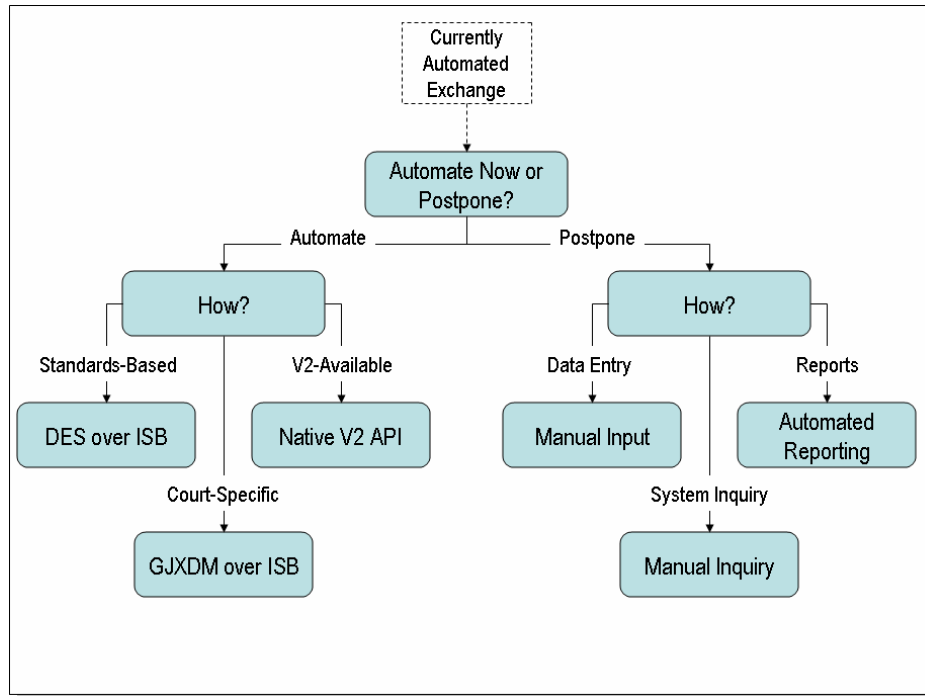 Currently
Automated
Exchange
Automate Now or
Postpone?
Automate
Postpone
How?
How?
Standards-Based
V2-Available
Data Entry
Reports
DES over ISB
Native V2 API
Manual Input
Automated
Reporting
Court-Specific
System Inquiry
GJXDM over ISB
Manual Inquiry